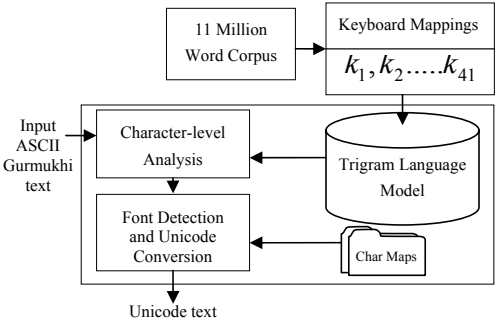 11 Million
Word Corpus
Keyboard Mappings
k1, k2.....k41
Input
ASCII
Gurmukhi
text
Character-level
Analysis
Trigram Language
Model
Font Detection
and Unicode
Conversion
Char Maps
Unicode text